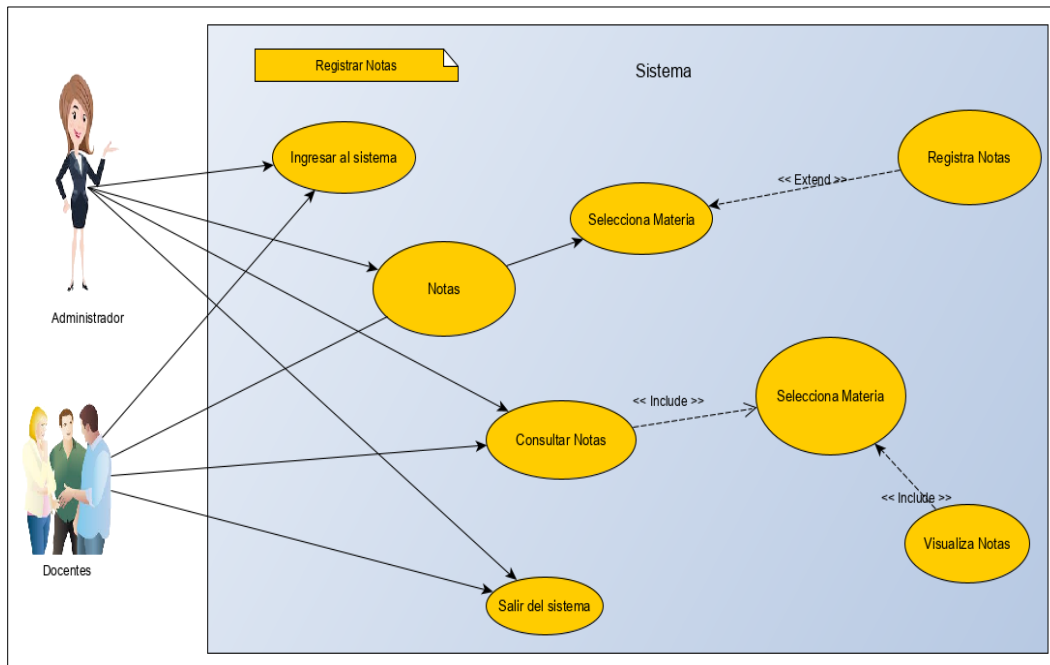 Registrar Notas
Sistema
Ingresar al sistema
Registra Notas
<< Extend >>
Selecciona Materia
Notas
Administrador
Selecciona Materia
<< Include >>
Consultar Notas
<< Include >>
Visualiza Notas
Docentes
Salir del sistema